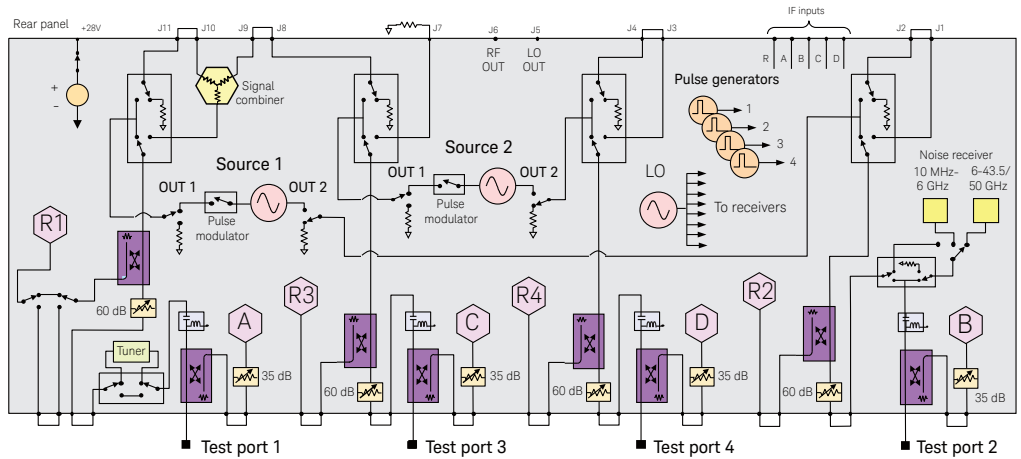 Rear panel +28V J11 J10 J9 J8 J7 J6 J5 J4 J3 IF inputs J2 J1
RF OUT
LO OUT
R A B C D
+
-
Signal combiner
Pulse generators
1
2
3
4
Source 1
Source 2
OUT 1
OUT 2
OUT 1
OUT 2
Pulse modulator
Pulse modulator
LO
To receivers
Noise receiver
10 MHz-
6 GHz
6-43.5/
50 GHz
R1
R3
R4
R2
A
C
D
B
60 dB
Tuner
35 dB
60 dB
35 dB
60 dB
35 dB
60 dB
35 dB
Test port 1
Test port 3
Test port 4
Test port 2